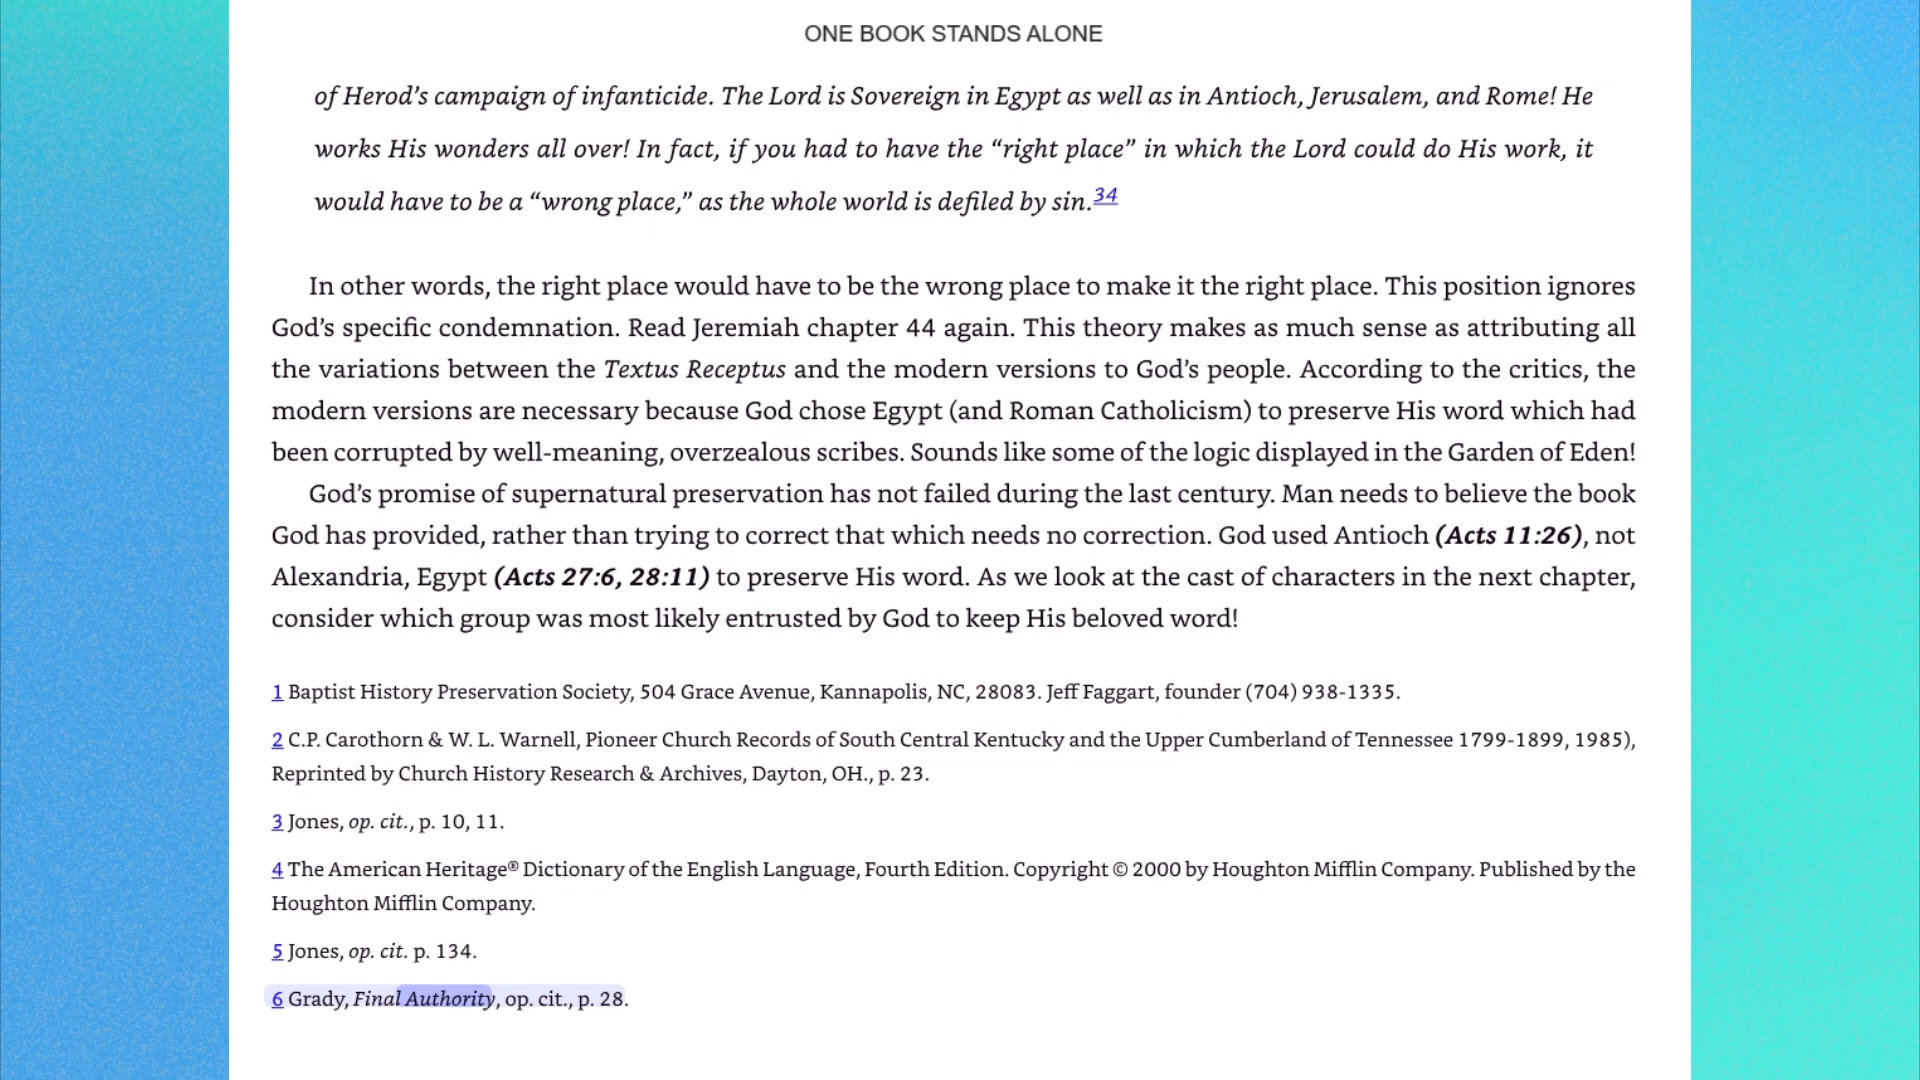 ONE BOOK STANDS ALONE
of Herod’s campaign of infanticide. The Lord is Sovereign in Egypt as well as in Antioch, Jerusalem, and Rome! He
works His wonders all over! In fact, if you had to have the “right place” in which the Lord could do His work, it
would have to be a “wrong place,” as the whole world is defiled by sin.34
In other words, the right place would have to be the wrong place to make it the right place. This position ignores
God’s specific condemnation. Read Jeremiah chapter 44 again. This theory makes as much sense as attributing all
the variations between the Textus Receptus and the modern versions to God’s people. According to the critics, the
modern versions are necessary because God chose Egypt (and Roman Catholicism) to preserve His word which had
been corrupted by well-meaning, overzealous scribes. Sounds like some of the logic displayed in the Garden of Eden!
God’s promise of supernatural preservation has not failed during the last century. Man needs to believe the book
God has provided, rather than trying to correct that which needs no correction. God used Antioch (Acts 11:26), not
Alexandria, Egypt (Acts 27:6, 28:11) to preserve His word. As we look at the cast of characters in the next chapter,
consider which group was most likely entrusted by God to keep His beloved word!
1 Baptist History Preservation Society, 504 Grace Avenue, Kannapolis, NC, 28083. Jeff Faggart, founder (704) 938-1335.
2 C.P. Carothorn & W. L. Warnell, Pioneer Church Records of South Central Kentucky and the Upper Cumberland of Tennessee 1799-1899, 1985),
Reprinted by Church History Research & Archives, Dayton, OH., p. 23.
3 Jones, op. cit., p. 10, 11.
4 The American Heritage® Dictionary of the English Language, Fourth Edition. Copyright © 2000 by Houghton Mifflin Company. Published by the
Houghton Mifflin Company.
5 Jones, op. cit. p. 134.
6 Grady, Final Authority, op. cit., p. 28.